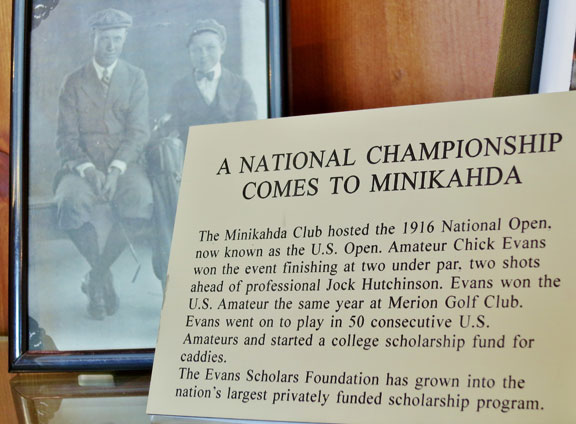 A NATIONAL CHAMPIONSHIP
COMES TO MINIKAHDA
The Minikahda Club hosted the 1916 National Open,
now known as the U.S. Open. Amateur Chick Evans
won the event finishing at two under par, two shots
ahead of professional Jock Hutchinson. Evans won the
U.S. Amateur the same year at Merion Golf Club.
Evans went on to play in 50 consecutive U.S.
Amateurs and started a college scholarship fund for
caddies.
The Evans Scholars Foundation has grown into the
nation's largest privately funded scholarship program.